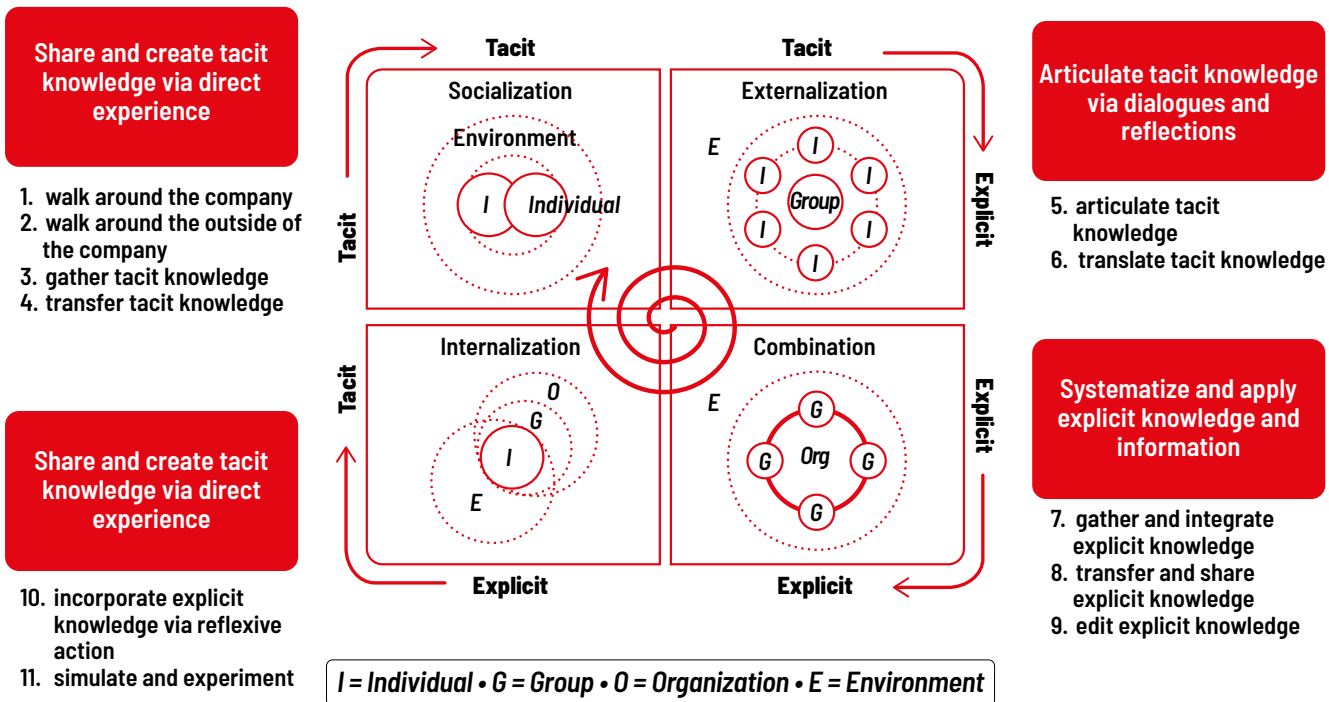 Share and create tacit
knowledge via direct
experience
1. walk around the company
2. walk around the outside of
the company
3. gather tacit knowledge
4. transfer tacit knowledge
Tacit
Tacit
Socialization
Environment
I
Individual
Tacit
Externalization
E
I
I
I
Group
I
I
I
Explicit
Articulate tacit knowledge
via dialogues and
reflections
5. articulate tacit
knowledge
6. translate tacit knowledge
Share and create tacit
knowledge via direct
experience
10. incorporate explicit
knowledge via reflexive
action
11. simulate and experiment
Tacit
Internalization
O
G
I
E
Explicit
Combination
E
G
G
Org
G
G
Explicit
Explicit
Systematize and apply
explicit knowledge and
information
7. gather and integrate
explicit knowledge
8. transfer and share
explicit knowledge
9. edit explicit knowledge
I = Individual • G = Group • O = Organization • E = Environment